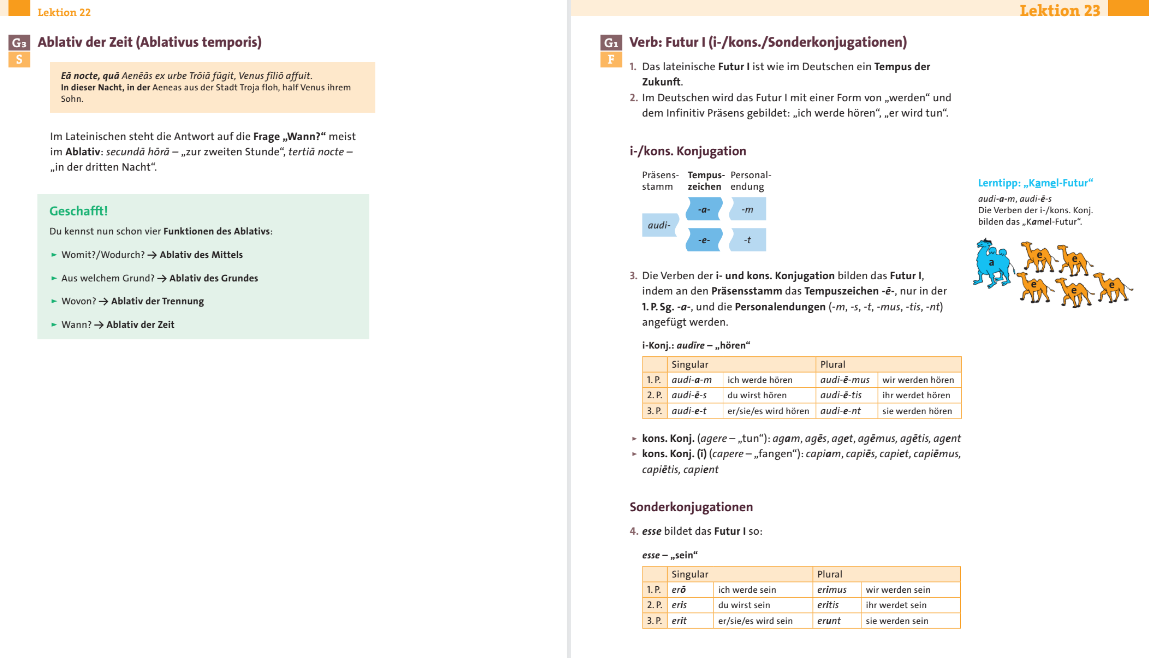 Lektion 22
G3
S
Ablativ der Zeit (Ablativus temporis)
Eā nocte, quā Aenēās ex urbe Trōiā fūgit, Venus fīliō affuit.
In dieser Nacht, in der Aeneas aus der Stadt Troja floh, half Venus ihrem
Sohn.
Im Lateinischen steht die Antwort auf die Frage „Wann?“ meist
im Ablativ: secundā hōrā – „zur zweiten Stunde“, tertiā nocte –
„in der dritten Nacht“.
Geschafft!
Du kennst nun schon vier Funktionen des Ablativs:
► Womit?/Wodurch? → Ablativ des Mittels
► Aus welchem Grund? → Ablativ des Grundes
► Wovon? → Ablativ der Trennung
► Wann? → Ablativ der Zeit
Lektion 23
G1
F
Verb: Futur I (i-/kons./Sonderkonjugationen)
1. Das lateinische Futur I ist wie im Deutschen ein Tempus der
Zukunft.
2. Im Deutschen wird das Futur I mit einer Form von „werden“ und
dem Infinitiv Präsens gebildet: „ich werde hören“, „er wird tun“.
i-/kons. Konjugation
Präsens- Tempus- Personal-
stamm zeichen endung
-a- -m
audi-
-e- -t
Lerntipp: „Kamel-Futur“
audi-a-m, audi-ē-s
Die Verben der i-/kons. Konj.
bilden das „Kamel-Futur“.
a e e e e e
3. Die Verben der i- und kons. Konjugation bilden das Futur I,
indem an den Präsensstamm das Tempuszeichen -ē-, nur in der
1. P. Sg. -a-, und die Personalendungen (-m, -s, -t, -mus, -tis, -nt)
angefügt werden.
i-Konj.: audīre – „hören“
Singular Plural
1. P. audi-a-m ich werde hören audi-ē-mus wir werden hören
2. P. audi-ē-s du wirst hören audi-ē-tis ihr werdet hören
3. P. audi-e-t er/sie/es wird hören audi-e-nt sie werden hören
► kons. Konj. (agere – „tun“): agam, agēs, aget, agēmus, agētis, agent
► kons. Konj. (ĭ) (capere – „fangen“): capiam, capiēs, capiet, capiēmus,
capiētis, capient
Sonderkonjugationen
4. esse bildet das Futur I so:
esse – „sein“
Singular Plural
1. P. erō ich werde sein erimus wir werden sein
2. P. eris du wirst sein eritis ihr werdet sein
3. P. erit er/sie/es wird sein erunt sie werden sein